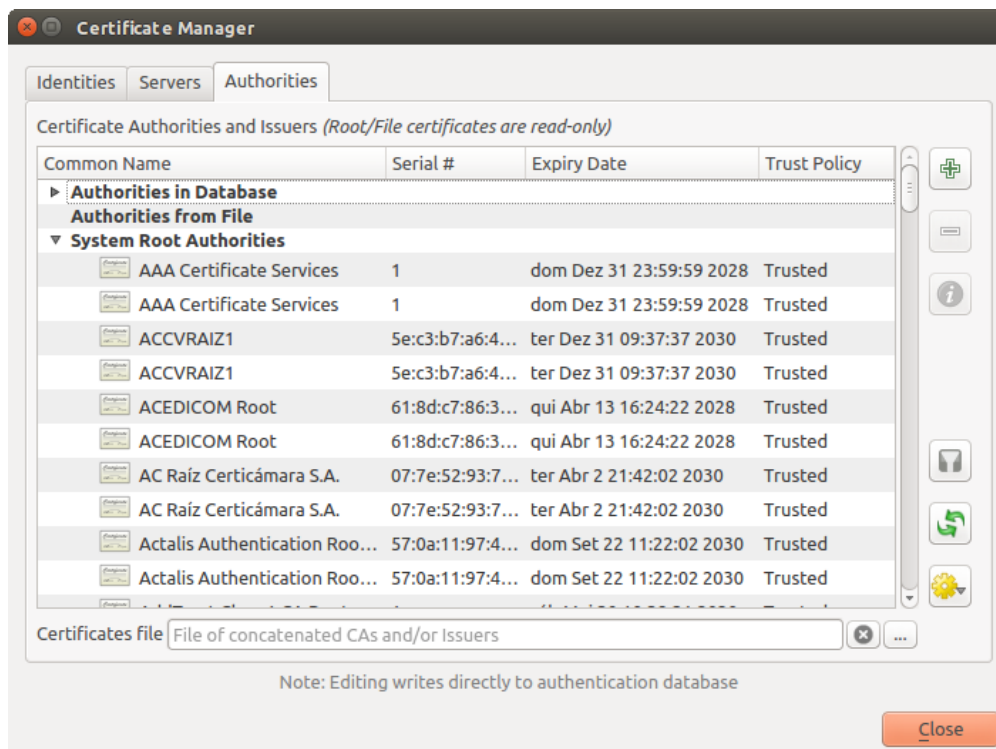 Certificate Manager
Identities Servers Authorities
Certificate Authorities and Issuers (Root/File certificates are read-only)
Common Name Serial # Expiry Date Trust Policy
Authorities in Database
Authorities from File
System Root Authorities
AAA Certificate Services 1 dom Dez 31 23:59:59 2028 Trusted
AAA Certificate Services 1 dom Dez 31 23:59:59 2028 Trusted
ACCVRAIZ1 5e:c3:b7:a6:4... ter Dez 31 09:37:37 2030 Trusted
ACCVRAIZ1 5e:c3:b7:a6:4... ter Dez 31 09:37:37 2030 Trusted
ACEDICOM Root 61:8d:c7:86:3... qui Abr 13 16:24:22 2028 Trusted
ACEDICOM Root 61:8d:c7:86:3... qui Abr 13 16:24:22 2028 Trusted
AC Raíz Certicámara S.A. 07:7e:52:93:7... ter Abr 2 21:42:02 2030 Trusted
AC Raíz Certicámara S.A. 07:7e:52:93:7... ter Abr 2 21:42:02 2030 Trusted
Actalis Authentication Roo... 57:0a:11:97:4... dom Set 22 11:22:02 2030 Trusted
Actalis Authentication Roo... 57:0a:11:97:4... dom Set 22 11:22:02 2030 Trusted
Certificates file File of concatenated CAs and/or Issuers ...
Note: Editing writes directly to authentication database
Close